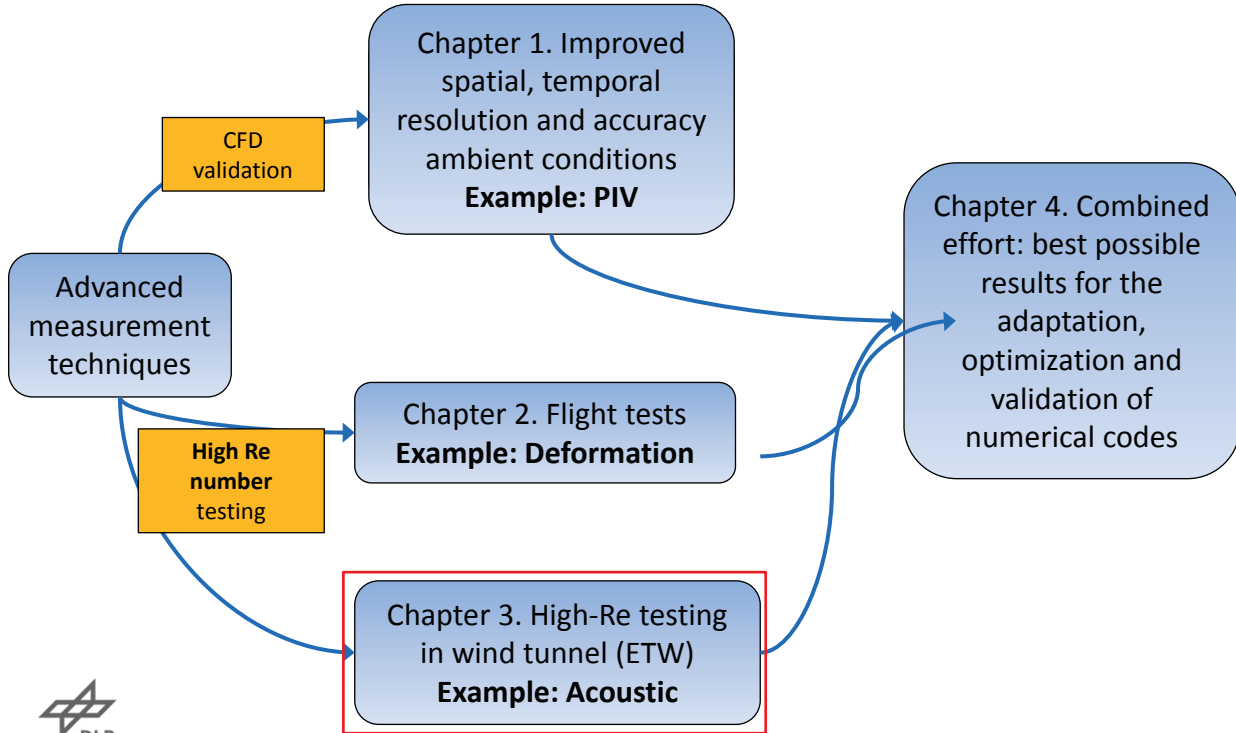 Chapter 1. Improved
spatial, temporal
resolution and accuracy
ambient conditions
Example: PIV
CFD
validation
Advanced
measurement
techniques
Chapter 4. Combined
effort: best possible
results for the
adaptation,
optimization and
validation of
numerical codes
Chapter 2. Flight tests
Example: Deformation
High Re
number
testing
Chapter 3. High-Re testing
in wind tunnel (ETW)
Example: Acoustic